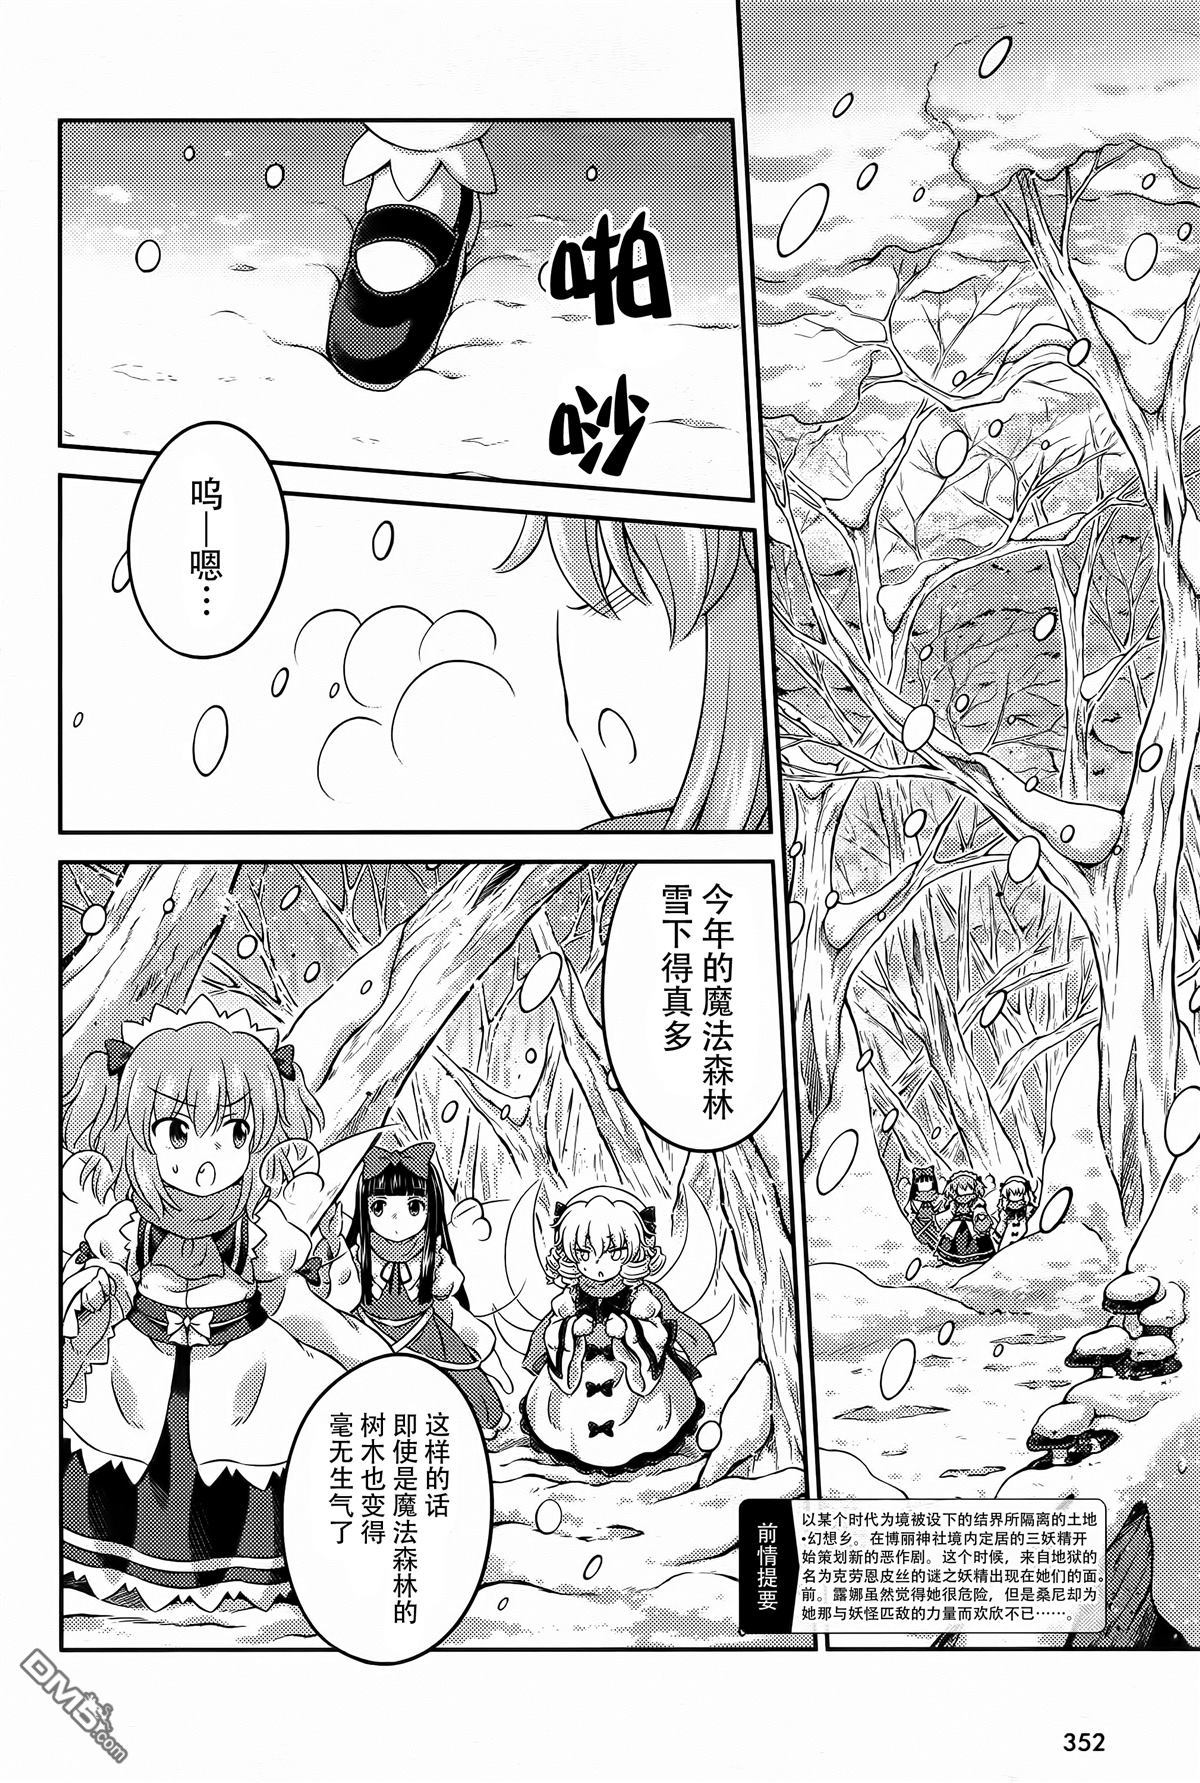 啪
唦
呜—嗯…
今年的魔法森林
雪下得真多
这样的话
即使是魔法森林的
树木也变得
毫无生气了
前情提要
以某个时代为境被设下的结界所隔离的土地
·幻想乡。在博丽神社境内定居的三妖精开
始策划新的恶作剧。这个时候，来自地狱的
名为克劳恩皮丝的谜之妖精出现在她们的面
前。露娜虽然觉得她很危险，但是桑尼却为
她那与妖怪匹敌的力量而欢欣不已……。
352